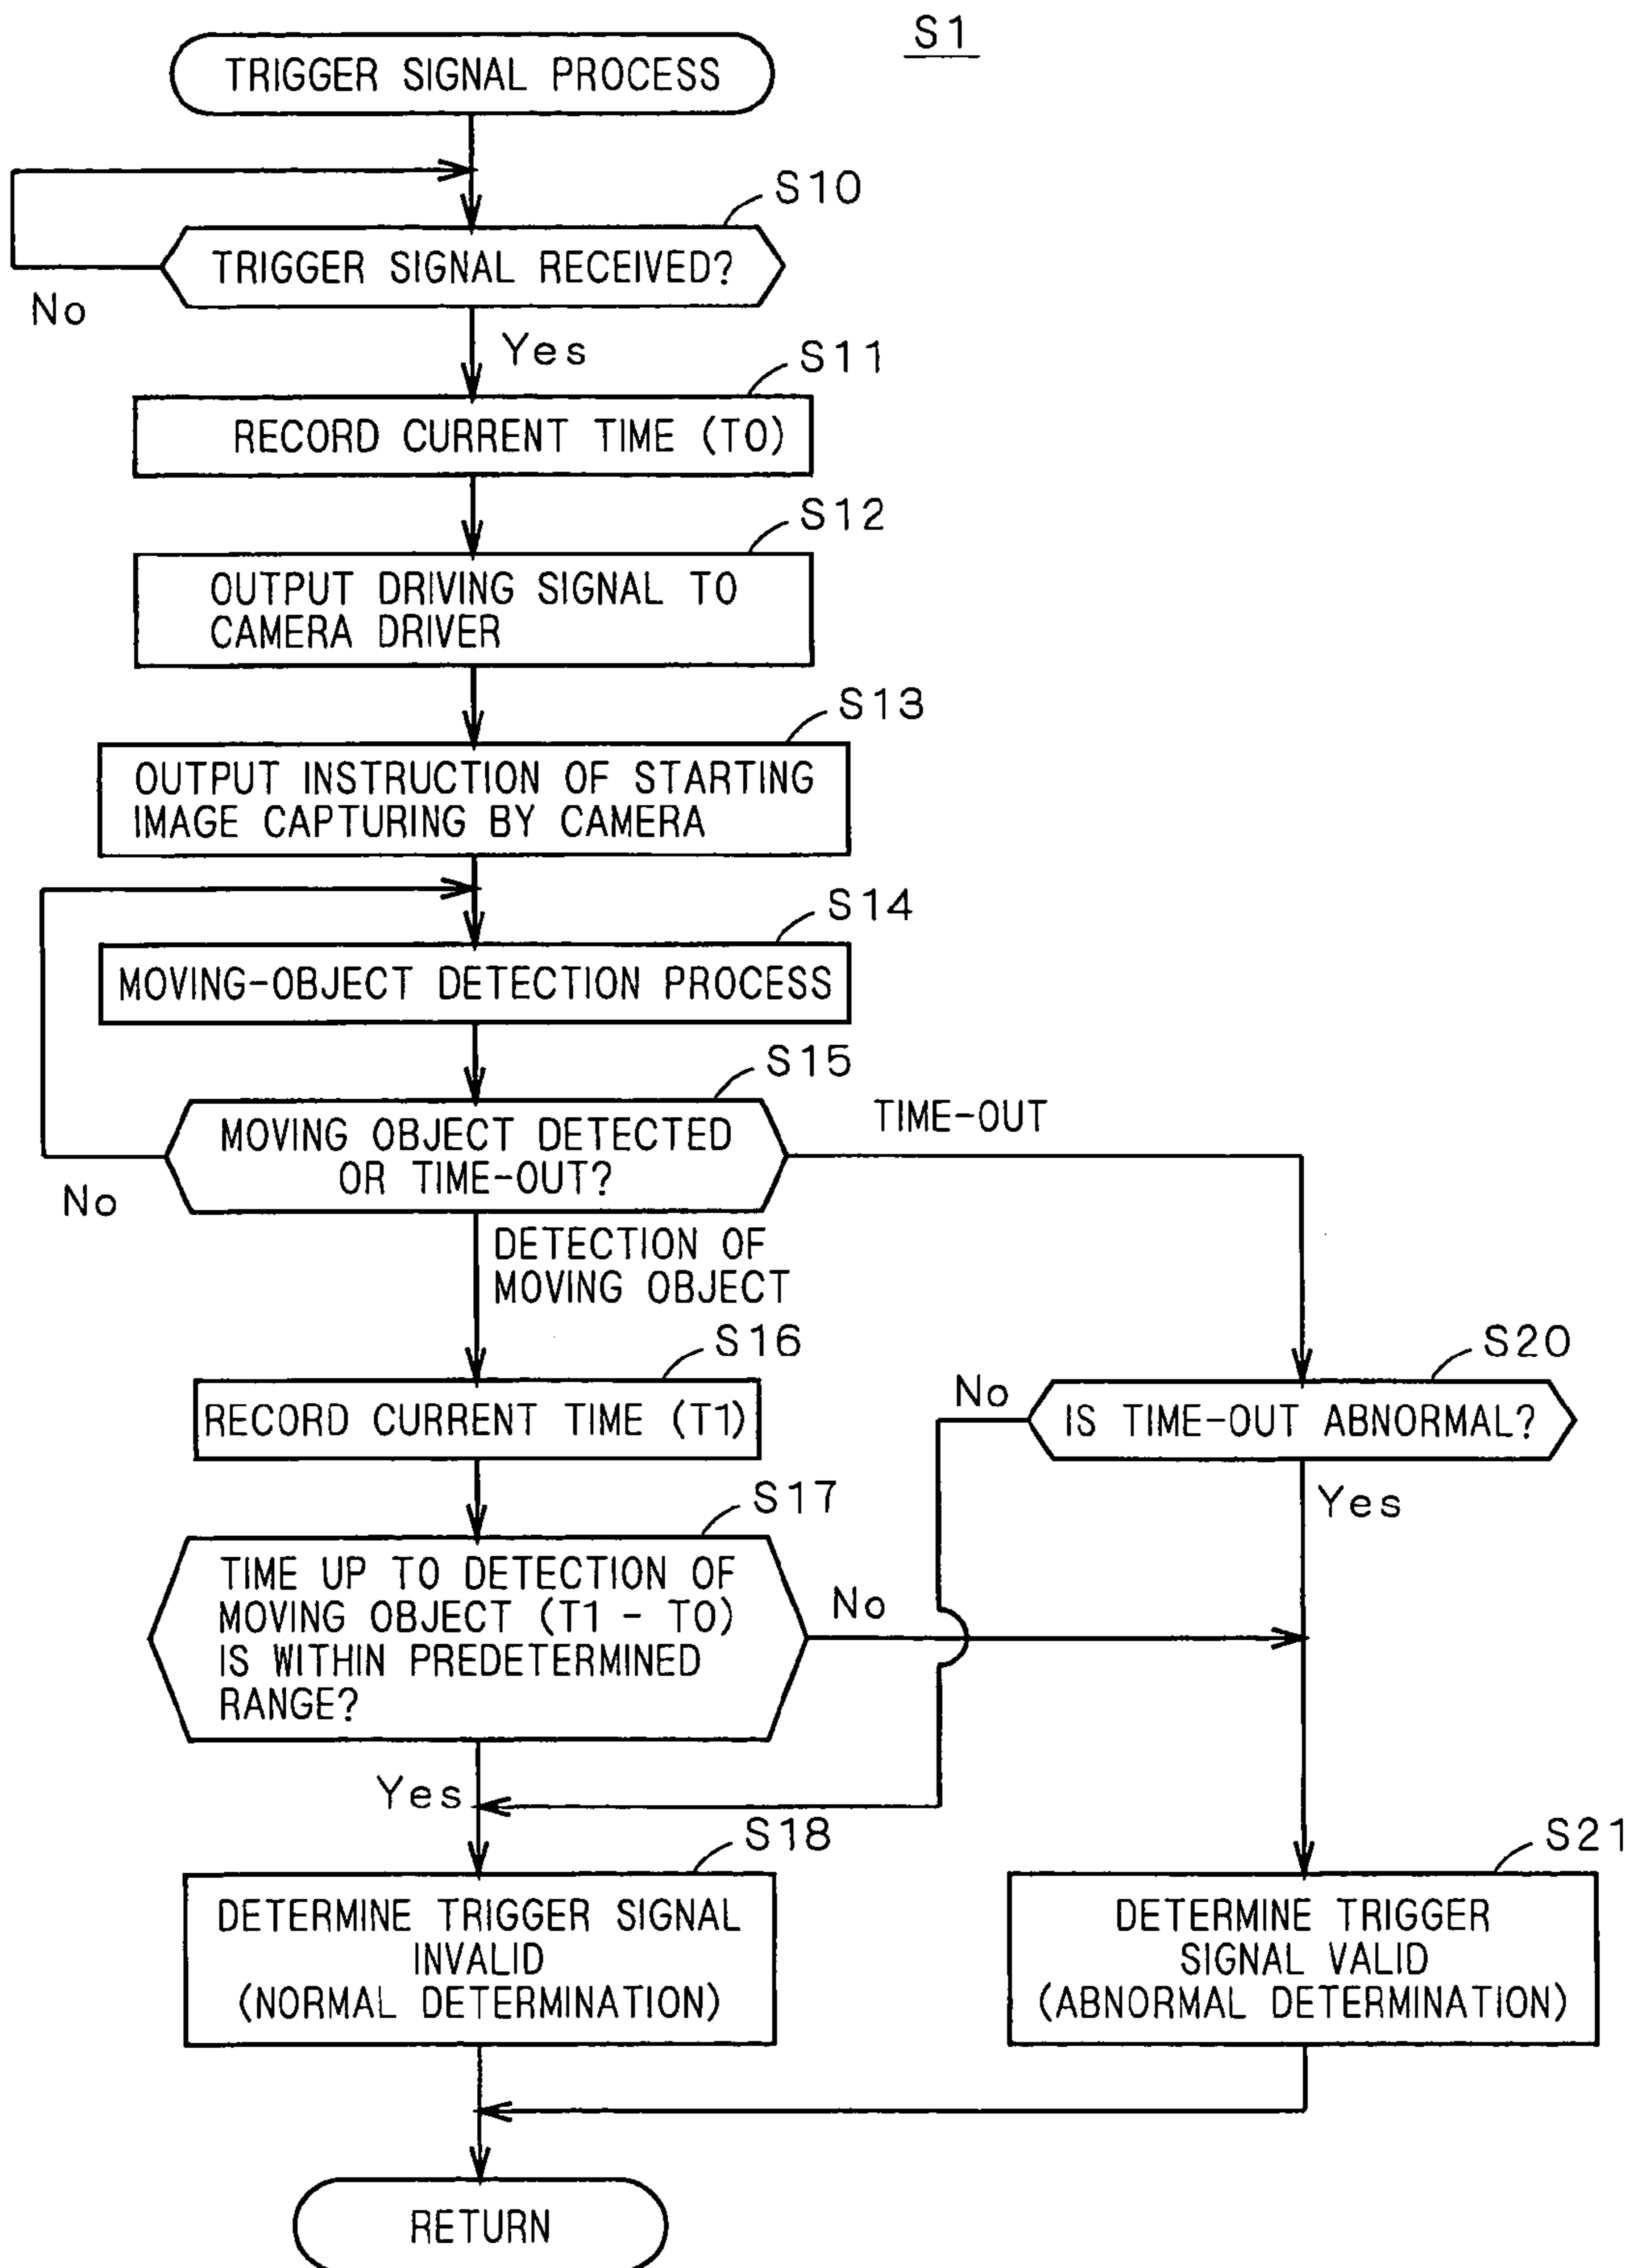 S1
TRIGGER SIGNAL PROCESS
S10
TRIGGER SIGNAL RECEIVED?
No
Yes
S11
RECORD CURRENT TIME (T0)
S12
OUTPUT DRIVING SIGNAL TO
CAMERA DRIVER
S13
OUTPUT INSTRUCTION OF STARTING
IMAGE CAPTURING BY CAMERA
S14
MOVING-OBJECT DETECTION PROCESS
S15
MOVING OBJECT DETECTED
OR TIME-OUT?
TIME-OUT
No
DETECTION OF
MOVING OBJECT
S16
RECORD CURRENT TIME (T1)
S20
IS TIME-OUT ABNORMAL?
No
Yes
S17
TIME UP TO DETECTION OF
MOVING OBJECT (T1 - T0)
IS WITHIN PREDETERMINED
RANGE?
No
Yes
S18
DETERMINE TRIGGER SIGNAL
INVALID
(NORMAL DETERMINATION)
S21
DETERMINE TRIGGER
SIGNAL VALID
(ABNORMAL DETERMINATION)
RETURN